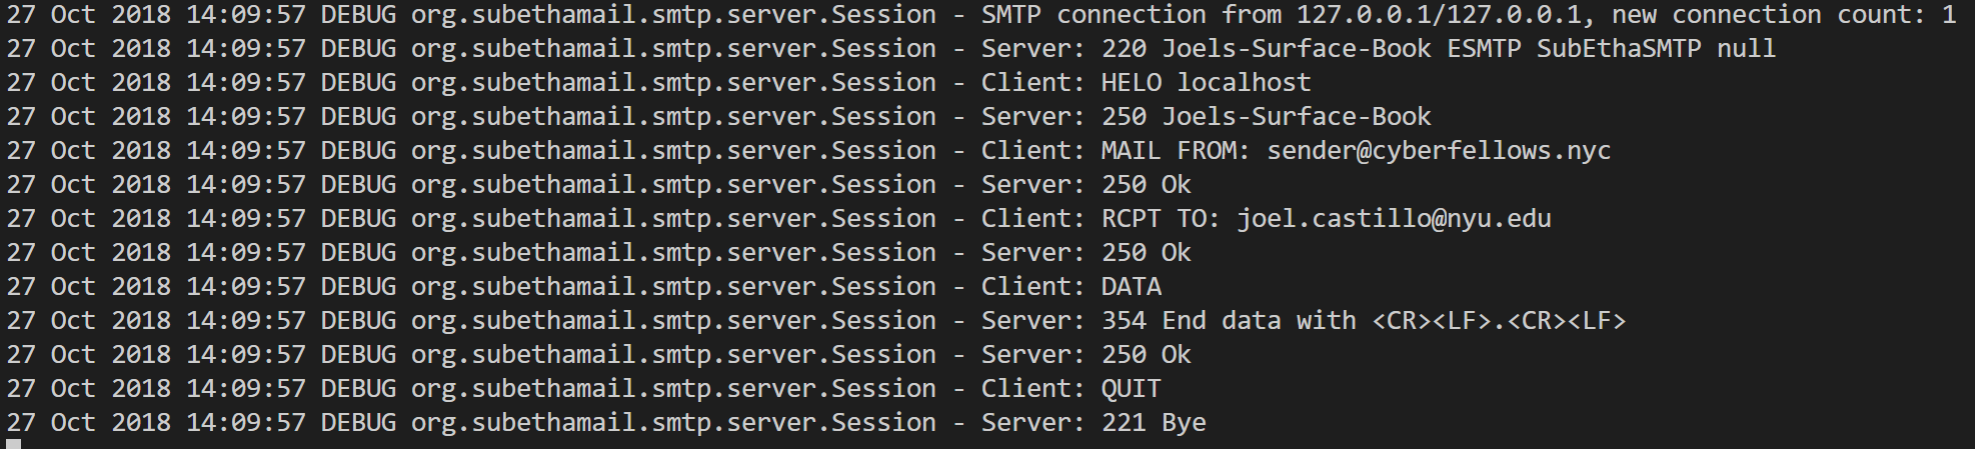 27 Oct 2018 14:09:57 DEBUG org.subethamail.smtp.server.Session - SMTP connection from 127.0.0.1/127.0.0.1, new connection count: 1
27 Oct 2018 14:09:57 DEBUG org.subethamail.smtp.server.Session - Server: 220 Joels-Surface-Book ESMTP SubEthaSMTP null
27 Oct 2018 14:09:57 DEBUG org.subethamail.smtp.server.Session - Client: HELO localhost
27 Oct 2018 14:09:57 DEBUG org.subethamail.smtp.server.Session - Server: 250 Joels-Surface-Book
27 Oct 2018 14:09:57 DEBUG org.subethamail.smtp.server.Session - Client: MAIL FROM: sender@cyberfellows.nyc
27 Oct 2018 14:09:57 DEBUG org.subethamail.smtp.server.Session - Server: 250 Ok
27 Oct 2018 14:09:57 DEBUG org.subethamail.smtp.server.Session - Client: RCPT TO: joel.castillo@nyu.edu
27 Oct 2018 14:09:57 DEBUG org.subethamail.smtp.server.Session - Server: 250 Ok
27 Oct 2018 14:09:57 DEBUG org.subethamail.smtp.server.Session - Client: DATA
27 Oct 2018 14:09:57 DEBUG org.subethamail.smtp.server.Session - Server: 354 End data with <CR><LF>.<CR><LF>
27 Oct 2018 14:09:57 DEBUG org.subethamail.smtp.server.Session - Server: 250 Ok
27 Oct 2018 14:09:57 DEBUG org.subethamail.smtp.server.Session - Client: QUIT
27 Oct 2018 14:09:57 DEBUG org.subethamail.smtp.server.Session - Server: 221 Bye